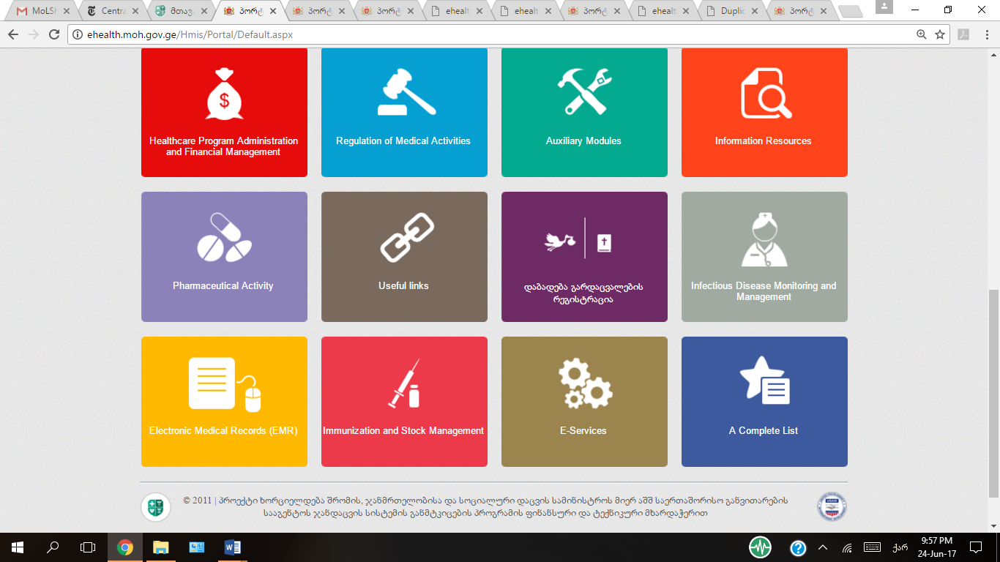 MoLSH
Centra
მთავ.
პორტ
პორტ
პორტ
ehealt
ehealt
პორტ
ehealt
Duplic
პორტ
ehealth.moh.gov.ge/Hmis/Portal/Default.aspx
$
Healthcare Program Administration
and Financial Management
Regulation of Medical Activities
Auxiliary Modules
Information Resources
Pharmaceutical Activity
Useful links
დაბადება გარდაცვალების
რეგისტრაცია
Infectious Disease Monitoring and
Management
Electronic Medical Records (EMR)
Immunization and Stock Management
E-Services
A Complete List
© 2011 | პროექტი ხორციელდება შრომის, ჯანმრთელობისა და სოციალური დაცვის სამინისტროს მიერ აშშ საერთაშორისო განვითარების
სააგენტოს ჯანდაცვის სისტემის განმტკიცების პროგრამის ფინანსური და ტექნიკური მხარდაჭერით
ქარ
9:57 PM
24-Jun-17